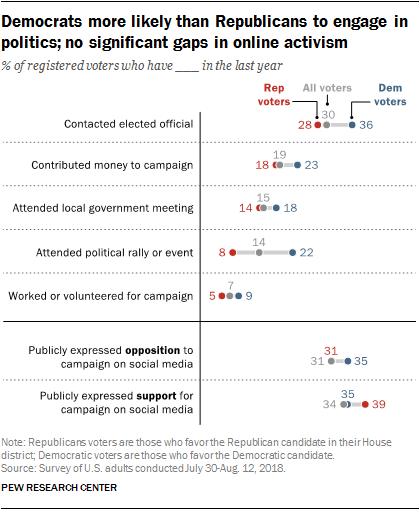 Democrats more likely than Republicans to engage in
politics; no significant gaps in online activism
% of registered voters who have ___ in the last year
Rep voters All voters Dem voters
Contacted elected official 28 30 36
Contributed money to campaign 18 19 23
Attended local government meeting 14 15 18
Attended political rally or event 8 14 22
Worked or volunteered for campaign 5 7 9
Publicly expressed opposition to
campaign on social media 31 31 35
Publicly expressed support for
campaign on social media 34 35 39
Note: Republicans voters are those who favor the Republican candidate in their House
district; Democratic voters are those who favor the Democratic candidate.
Source: Survey of U.S. adults conducted July 30-Aug. 12, 2018.
PEW RESEARCH CENTER